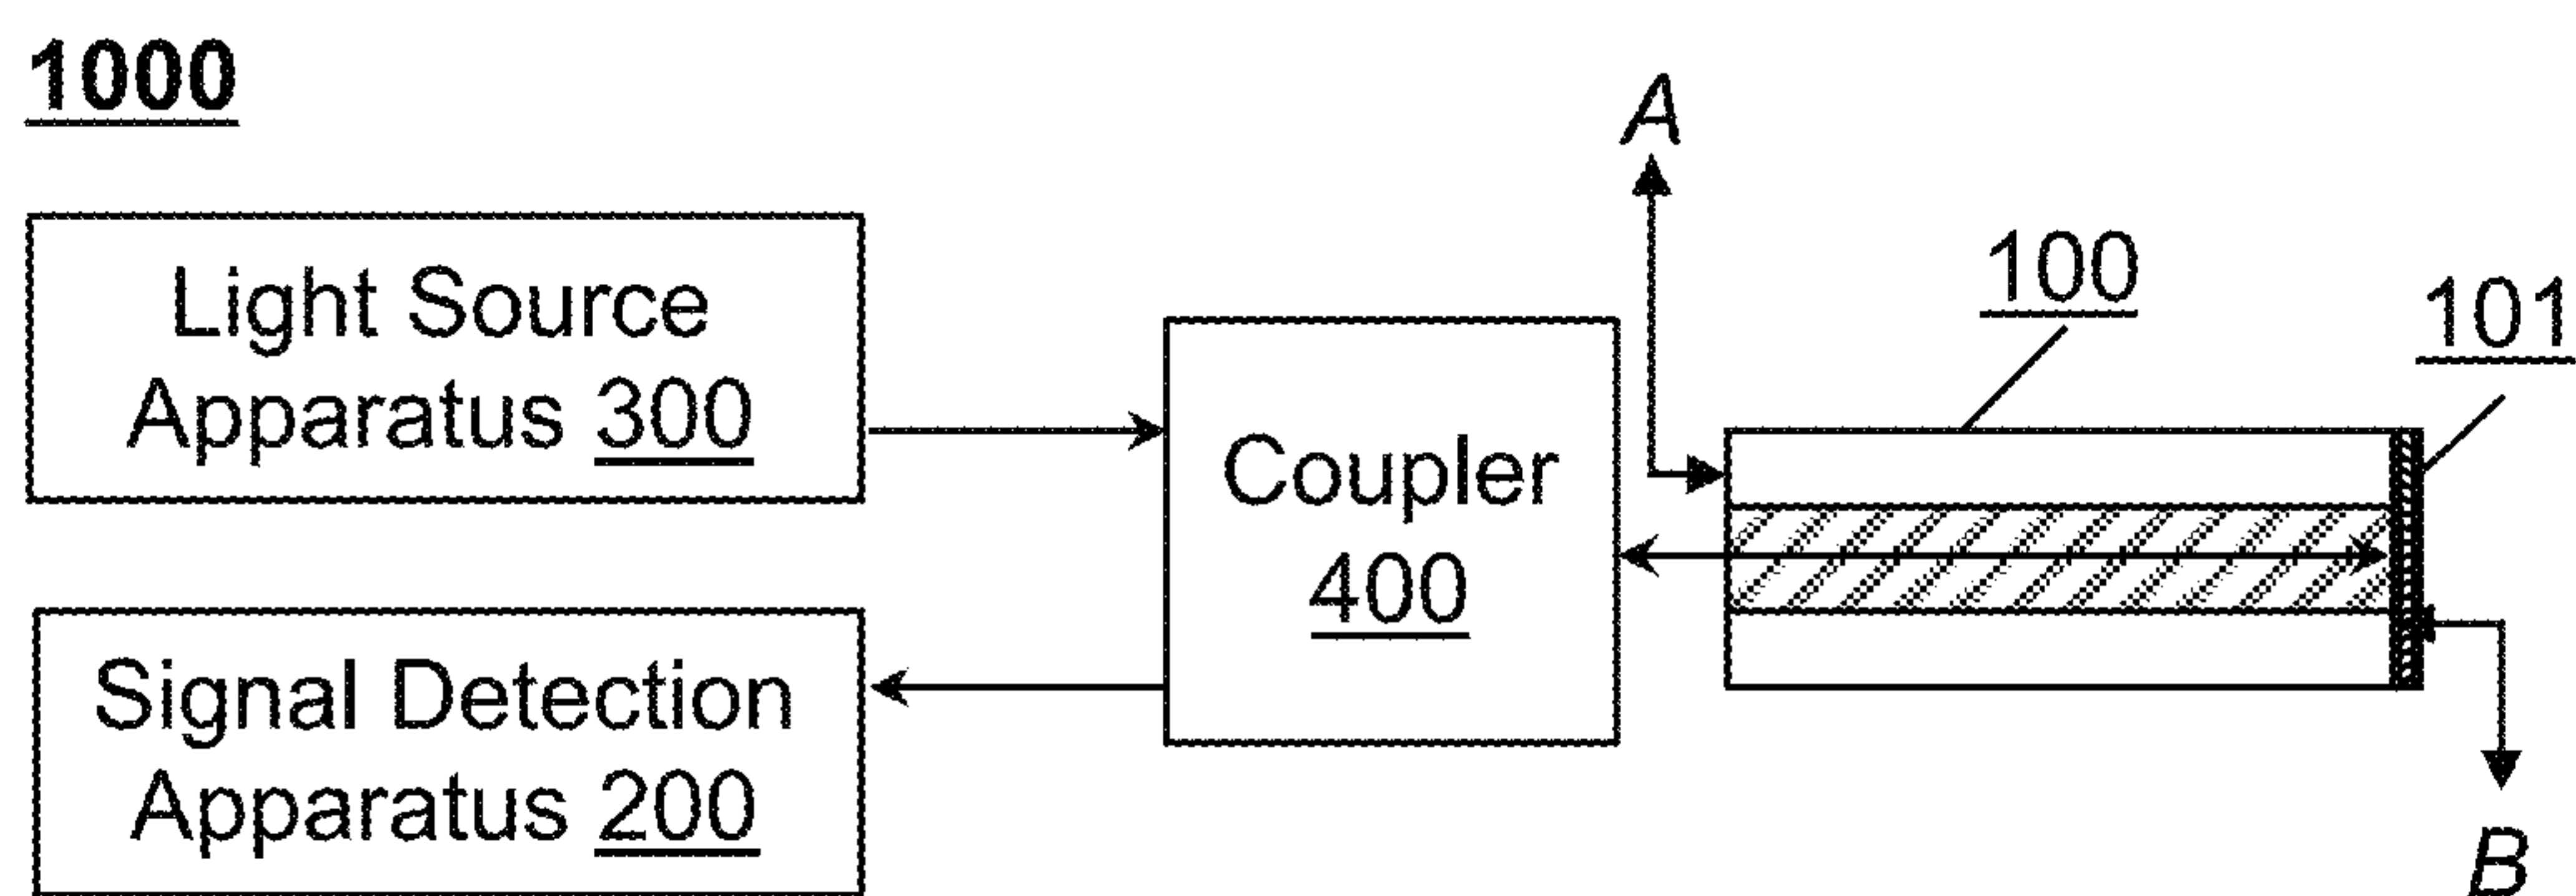 1000
A
Light Source
Apparatus 300
100
101
Coupler
400
Signal Detection
Apparatus 200
B